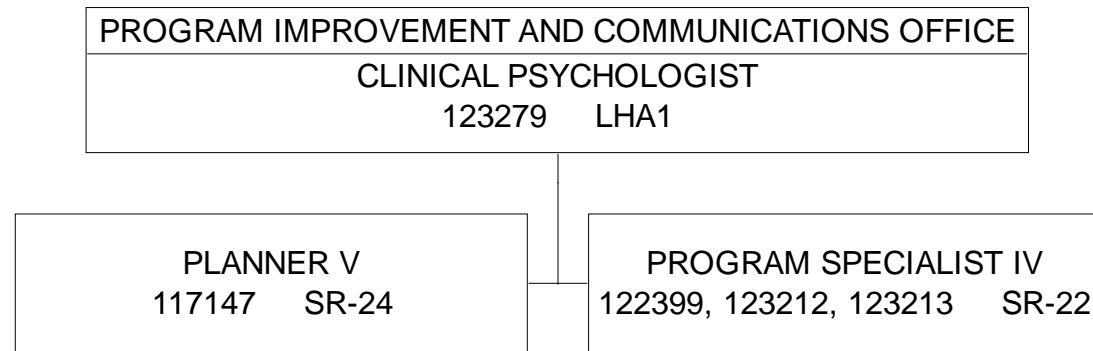 PROGRAM IMPROVEMENT AND COMMUNICATIONS OFFICE
CLINICAL PSYCHOLOGIST
123279 LHA1
PLANNER V
117147 SR-24
PROGRAM SPECIALIST IV
122399, 123212, 123213 SR-22